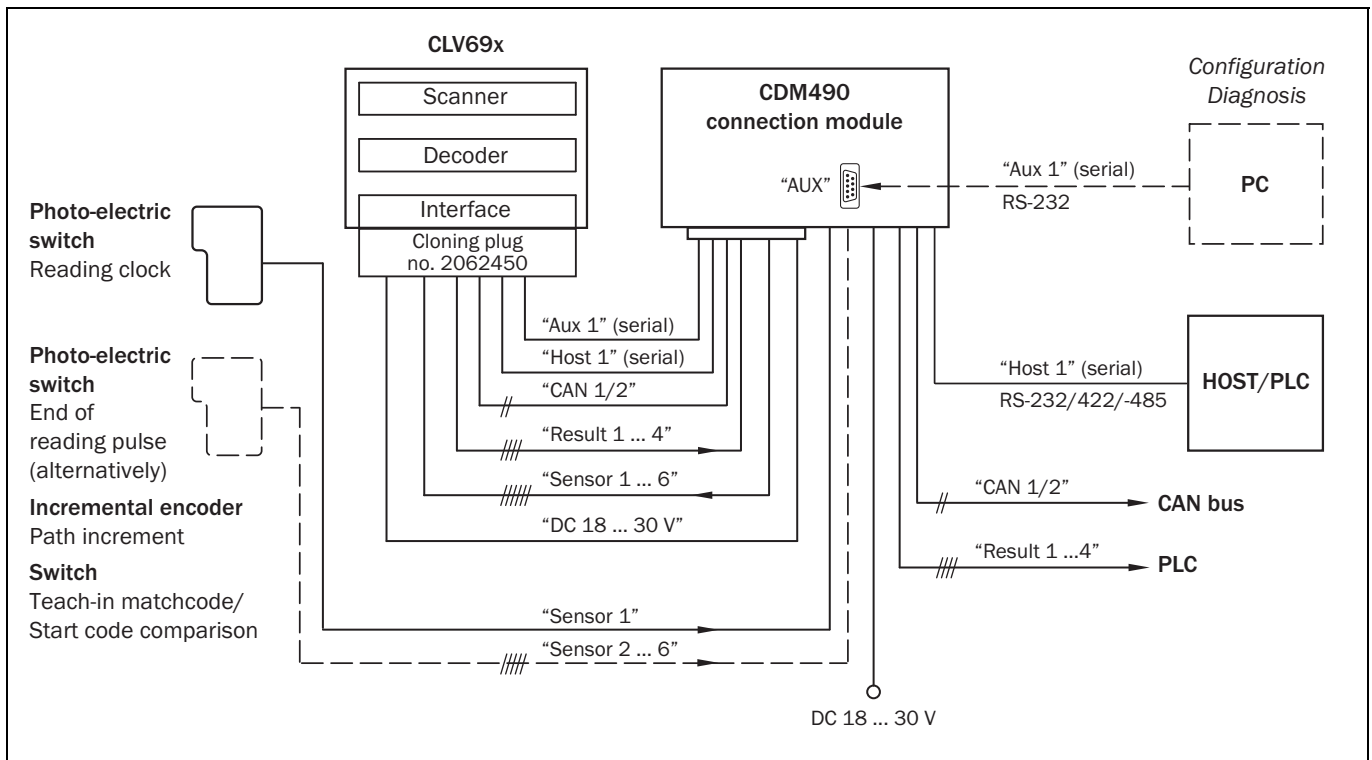 CLV69x
Scanner
Decoder
Interface
Cloning plug
no. 2062450
CDM490
connection module
“AUX”
Configuration
Diagnosis
“Aux 1” (serial)
RS-232
PC
Photo-electric
switch
Reading clock
Photo-electric
switch
End of
reading pulse
(alternatively)
Incremental encoder
Path increment
Switch
Teach-in matchcode/
Start code comparison
“Aux 1” (serial)
“Host 1” (serial)
“CAN 1/2”
“Result 1 ... 4”
“Sensor 1 ... 6”
“DC 18 ... 30 V”
“Sensor 1”
“Sensor 2 ... 6”
“Host 1” (serial)
RS-232/422/-485
HOST/PLC
“CAN 1/2”
CAN bus
“Result 1 ...4”
PLC
DC 18 ... 30 V